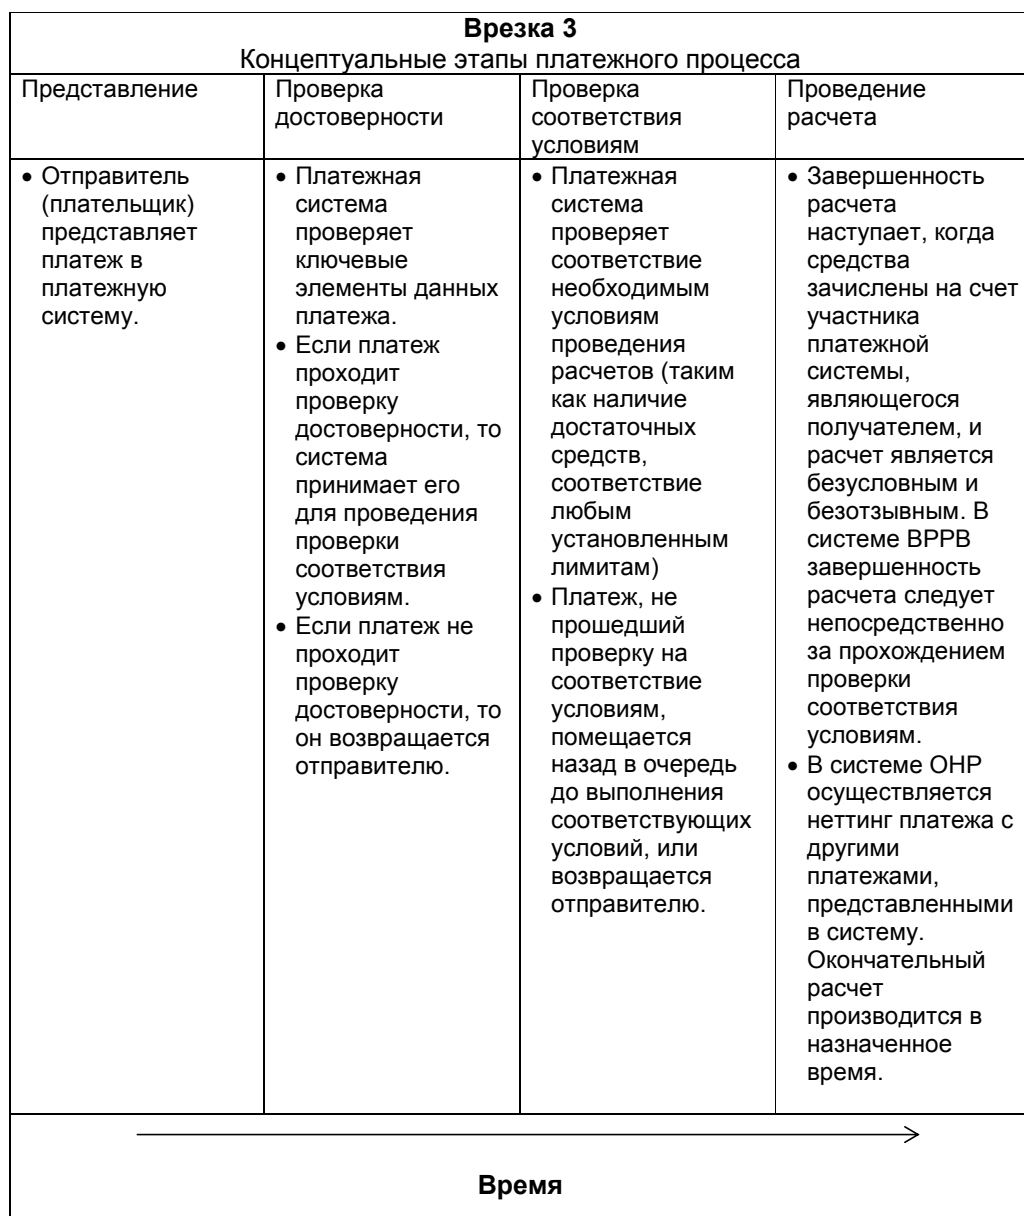 Врезка 3
Концептуальные этапы платежного процесса
Представление
Проверка
достоверности
Проверка
соответствия
условиям
Проведение
расчета
• Отправитель
(плательщик)
представляет
платеж в
платежную
систему.
• Платежная
система
проверяет
ключевые
элементы данных
платежа.
• Если платеж
проходит
проверку
достоверности, то
система
принимает его
для проведения
проверки
соответствия
условиям.
• Если платеж не
проходит
проверку
достоверности, то
он возвращается
отправителю.
• Платежная
система
проверяет
соответствие
необходимым
условиям
проведения
расчетов (таким
как наличие
достаточных
средств,
соответствие
любым
установленным
лимитам)
• Платеж, не
прошедший
проверку на
соответствие
условиям,
помещается
назад в очередь
до выполнения
соответствующих
условий, или
возвращается
отправителю.
• Завершенность
расчета
наступает, когда
средства
зачислены на счет
участника
платежной
системы,
являющегося
получателем, и
расчет является
безусловным и
безотзывным. В
системе ВРРВ
завершенность
расчета следует
непосредственно
за прохождением
проверки
соответствия
условиям.
• В системе ОНР
осуществляется
неттинг платежа с
другими
платежами,
представленными
в систему.
Окончательный
расчет
производится в
назначенное
время.
Время